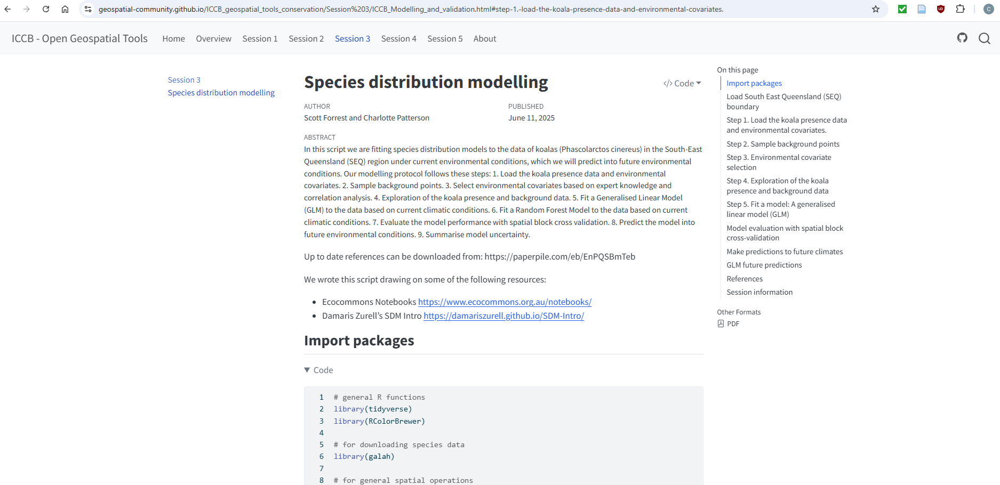 geospatial-community.github.io/ICCB_geospatial_tools_conservation/Session%203/ICCB_Modelling_and_validation.html#step-1.-load-the-koala-presence-data-and-environmental-covariates.
C
ICCB - Open Geospatial Tools
Home
Overview
Session 1
Session 2
Session 3
Session 4
Session 5
About
Session 3
Species distribution modelling
Species distribution modelling
</> Code
AUTHOR
Scott Forrest and Charlotte Patterson
PUBLISHED
June 11, 2025
ABSTRACT
In this script we are fitting species distribution models to the data of koalas (Phascolarctos cinereus) in the South-East
Queensland (SEQ) region under current environmental conditions, which we will predict into future environmental
conditions. Our modelling protocol follows these steps: 1. Load the koala presence data and environmental
covariates. 2. Sample background points. 3. Select environmental covariates based on expert knowledge and
correlation analysis. 4. Exploration of the koala presence and background data. 5. Fit a Generalised Linear Model
(GLM) to the data based on current climatic conditions. 6. Fit a Random Forest Model to the data based on current
climatic conditions. 7. Evaluate the model performance with spatial block cross validation. 8. Predict the model into
future environmental conditions. 9. Summarise model uncertainty.
Up to date references can be downloaded from: https://paperpile.com/eb/EnPQSBmTeb
We wrote this script drawing on some of the following resources:
• Ecocommons Notebooks https://www.ecocommons.org.au/notebooks/
• Damaris Zurell’s SDM Intro https://damariszurell.github.io/SDM-Intro/
Import packages
Code
1 # general R functions
2 library(tidyverse)
3 library(RColorBrewer)
4
5 # for downloading species data
6 library(galah)
7
8 # for general spatial operations
On this page
Import packages
Load South East Queensland (SEQ)
boundary
Step 1. Load the koala presence data
and environmental covariates.
Step 2. Sample background points
Step 3. Environmental covariate
selection
Step 4. Exploration of the koala
presence and background data
Step 5. Fit a model: A generalised
linear model (GLM)
Model evaluation with spatial block
cross-validation
Make predictions to future climates
GLM future predictions
References
Session information
Other Formats
PDF